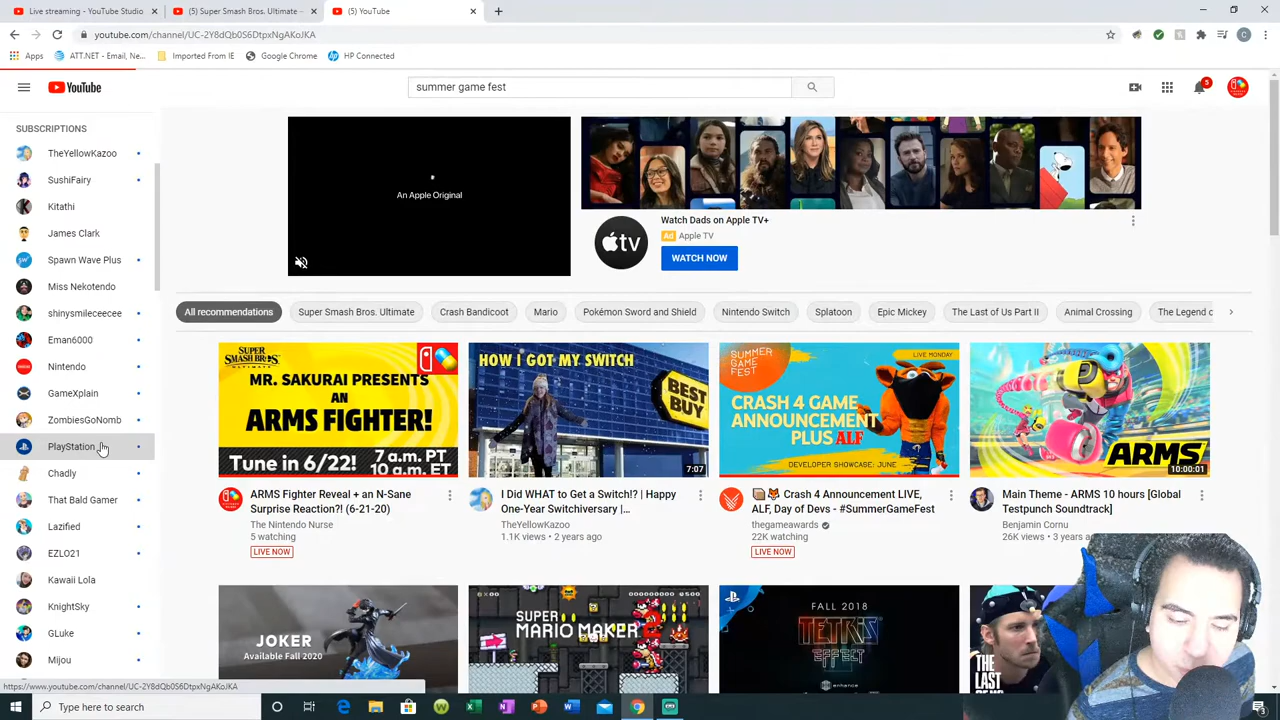 Live streaming - YouTube Studio
(5) Super Smash Bros. Ultimate –
(5) YouTube
youtube.com/channel/UC-2Y8dQb0S6DtpxNgAKoJKA
C
Apps
ATT.NET - Email, Ne...
Imported From IE
Google Chrome
HP Connected
YouTube
summer game fest
5
SUBSCRIPTIONS
TheYellowKazoo
SushiFairy
Kitathi
James Clark
Spawn Wave Plus
Miss Nekotendo
shinysmileceecee
Eman6000
Nintendo
GameXplain
ZombiesGoNomb
PlayStation
Chadly
That Bald Gamer
Lazified
EZLO21
Kawaii Lola
KnightSky
GLuke
Mijou
An Apple Original
tv
Watch Dads on Apple TV+
Ad Apple TV
WATCH NOW
All recommendations
Super Smash Bros. Ultimate
Crash Bandicoot
Mario
Pokémon Sword and Shield
Nintendo Switch
Splatoon
Epic Mickey
The Last of Us Part II
Animal Crossing
The Legend o
SUPER
SMASH BROS.
ULTIMATE
MR. SAKURAI PRESENTS
AN
ARMS FIGHTER!
Tune in 6/22!
7 a.m. PT
10 a.m. ET
ARMS Fighter Reveal + an N-Sane
Surprise Reaction?! (6-21-20)
The Nintendo Nurse
5 watching
LIVE NOW
HOW I GOT MY SWITCH
BEST
BUY
7:07
I Did WHAT to Get a Switch!? | Happy
One-Year Switchiversary |...
TheYellowKazoo
1.1K views • 2 years ago
SUMMER
GAME
FEST
LIVE MONDAY
CRASH 4 GAME
ANNOUNCEMENT
PLUS ALF
DEVELOPER SHOWCASE: JUNE
Crash 4 Announcement LIVE,
ALF, Day of Devs - #SummerGameFest
thegameawards
22K watching
LIVE NOW
ARMS
10:00:01
Main Theme - ARMS 10 hours [Global
Testpunch Soundtrack]
Benjamin Cornu
26K views • 3 years a
JOKER
Available Fall 2020
SUPER
MARIO MAKER 2
FALL 2018
TETRIS
EFFECT
enhance
THE
LAST
https://www.youtube.com/channel/UC-2Y8dQb0S6DtpxNgAKoJKA
Type here to search